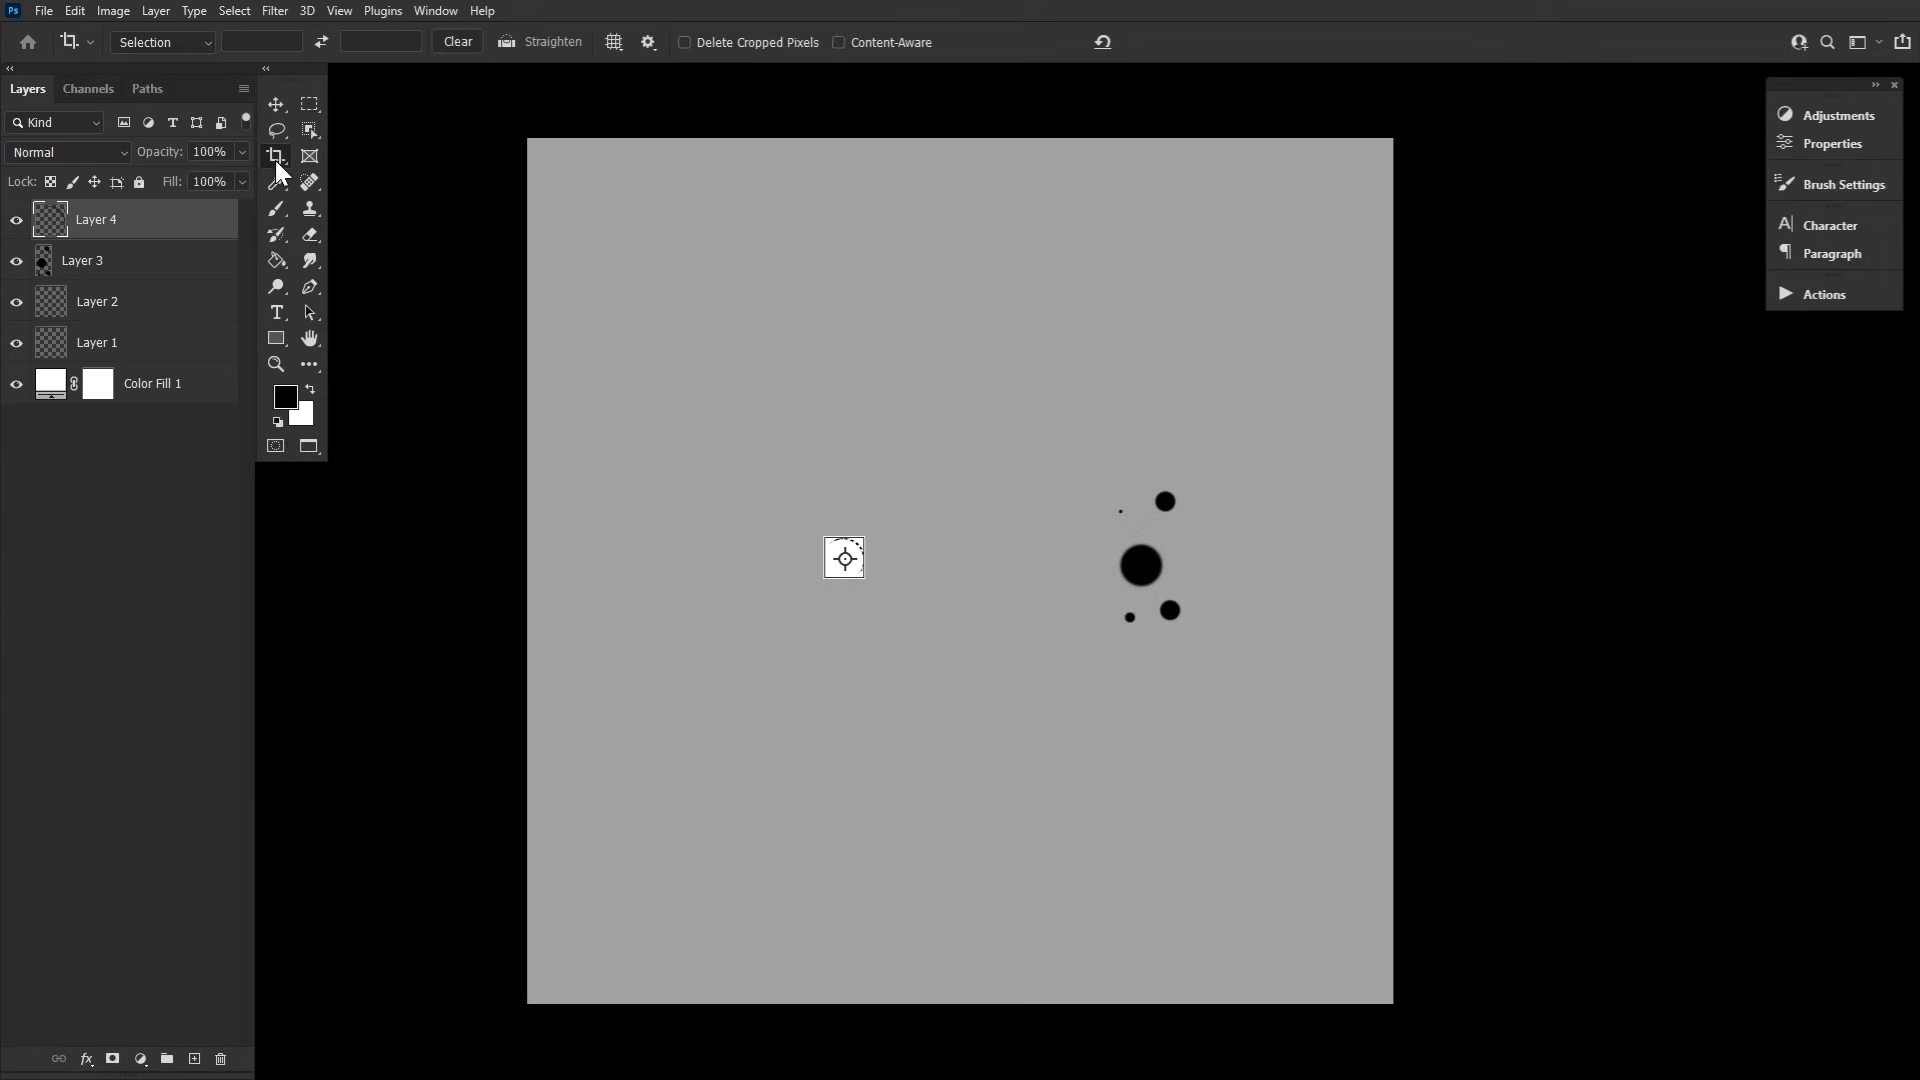 Ps File Edit Image Layer Type Select Filter 3D View Plugins Window Help
Selection Clear Straighten Delete Cropped Pixels Content-Aware
Layers Channels Paths
Kind
Normal Opacity: 100%
Lock: Fill: 100%
Layer 4
Layer 3
Layer 2
Layer 1
Color Fill 1
fx
T
Adjustments
Properties
Brush Settings
Character
Paragraph
Actions